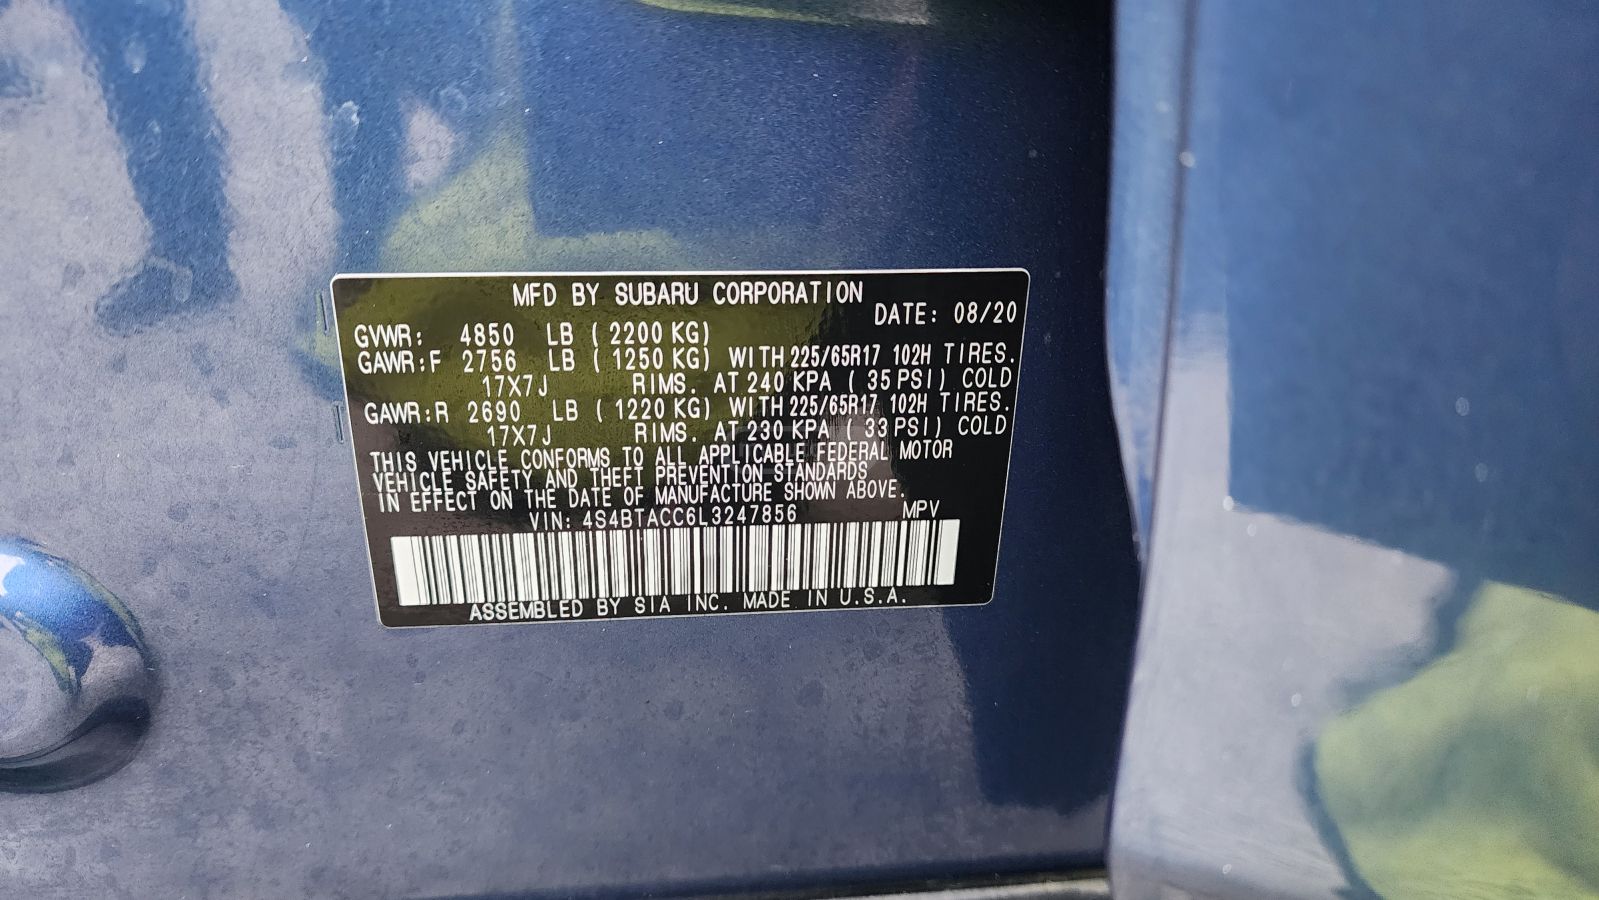 MFD BY SUBARU CORPORATION
DATE: 08/20
GVWR: 4850 LB (2200 KG)
GAWR:F 2756 LB (1250 KG) WITH 225/65R17 102H TIRES.
17X7J RIMS. AT 240 KPA (35 PSI) COLD
GAWR:R 2690 LB (1220 KG) WITH 225/65R17 102H TIRES.
17X7J RIMS. AT 230 KPA (33 PSI) COLD
THIS VEHICLE CONFORMS TO ALL APPLICABLE FEDERAL MOTOR
VEHICLE SAFETY AND THEFT PREVENTION STANDARDS
IN EFFECT ON THE DATE OF MANUFACTURE SHOWN ABOVE.
VIN: 4S4BTACC6L3247856 MPV
ASSEMBLED BY SIA INC. MADE IN U.S.A.